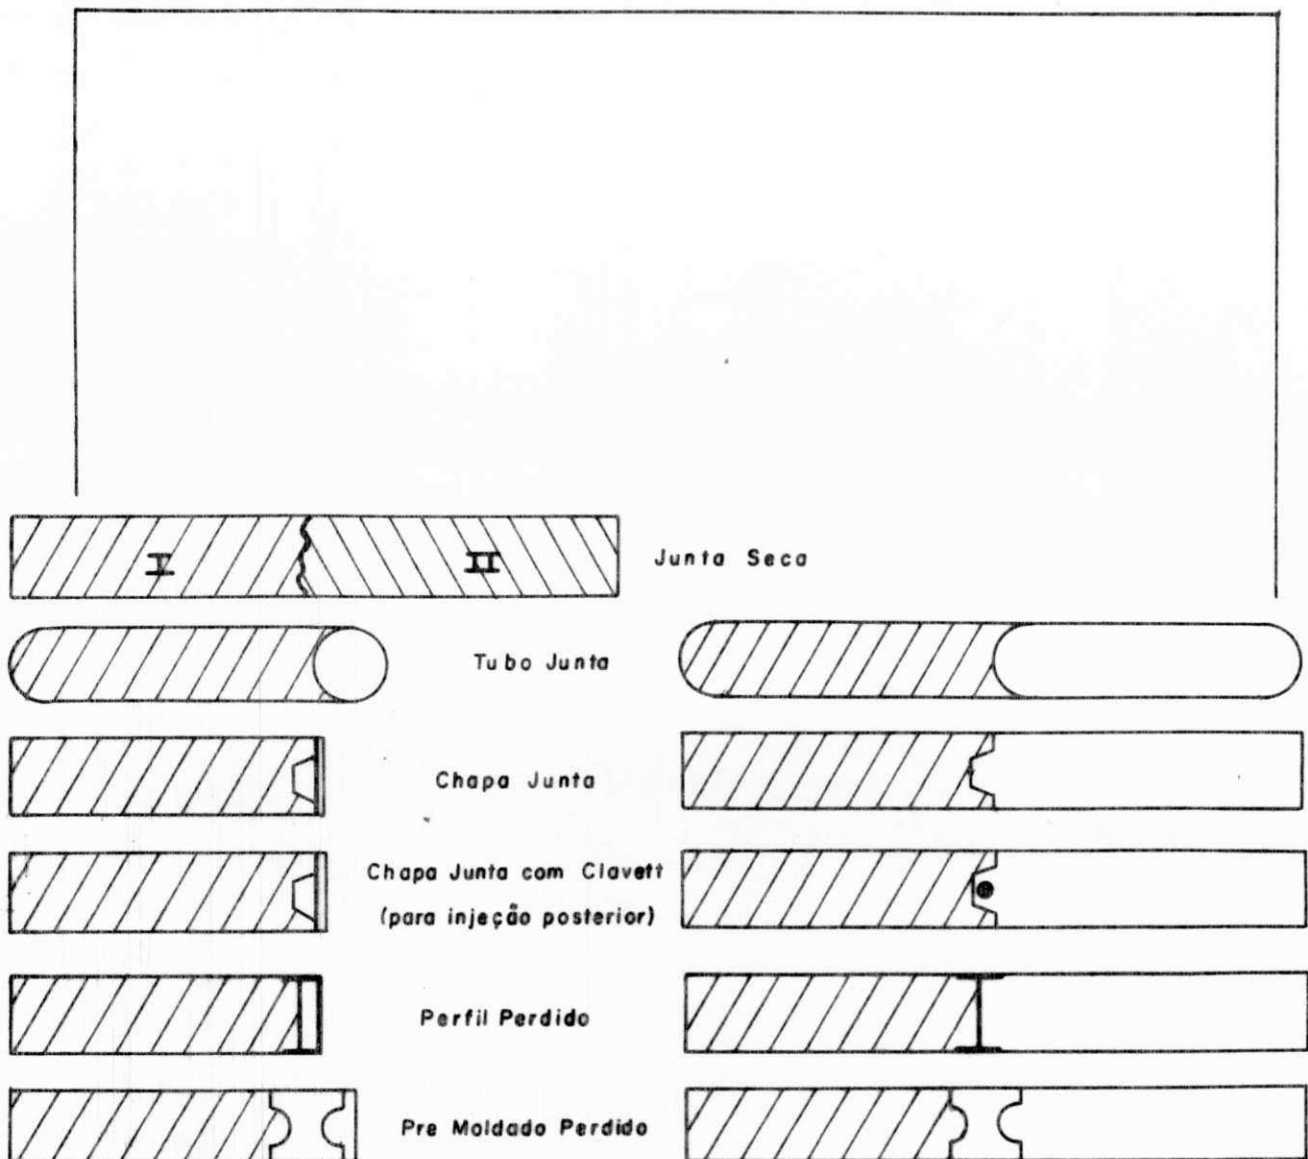 I
II
Junta Seca
Tubo Junta
Chapa Junta
Chapa Junta com Clavett
(para injeção posterior)
Perfil Perdido
Pre Moldado Perdido